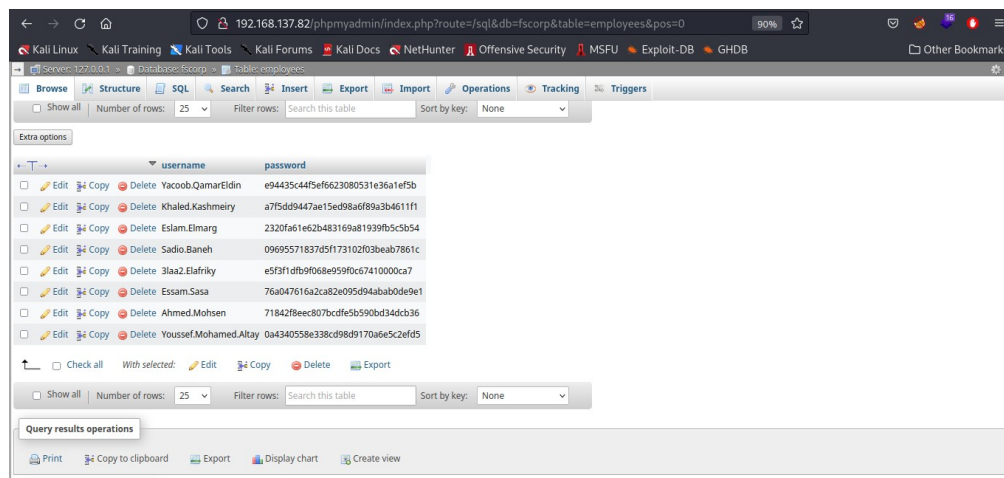 192.168.137.82/phpmyadmin/index.php?route=/sql&db=fscorp&table=employees&pos=0 90% 16
Kali Linux Kali Training Kali Tools Kali Forums Kali Docs NetHunter Offensive Security MSFU Exploit-DB GHDB Other Bookmark
Server: 127.0.0.1 » Database: fscorp » Table: employees
Browse Structure SQL Search Insert Export Import Operations Tracking Triggers
Show all Number of rows: 25 Filter rows: Search this table Sort by key: None
Extra options
username password
Edit Copy Delete Yacoob.QamarEldin e94435c44f5ef6623080531e36a1ef5b
Edit Copy Delete Khaled.Kashmeiry a7f5dd9447ae15ed98a6f89a3b4611f1
Edit Copy Delete Eslam.Elmarg 2320fa61e62b483169a81939fb5c5b54
Edit Copy Delete Sadio.Baneh 09695571837d5f173102f03beab7861c
Edit Copy Delete 3laa2.Elafriky e5f3f1dfb9f068e959f0c67410000ca7
Edit Copy Delete Essam.Sasa 76a047616a2ca82e095d94abab0de9e1
Edit Copy Delete Ahmed.Mohsen 71842f8eec807bcdfe5b590bd34dcb36
Edit Copy Delete Youssef.Mohamed.Altay 0a4340558e338cd98d9170a6e5c2efd5
Check all With selected: Edit Copy Delete Export
Show all Number of rows: 25 Filter rows: Search this table Sort by key: None
Query results operations
Print Copy to clipboard Export Display chart Create view